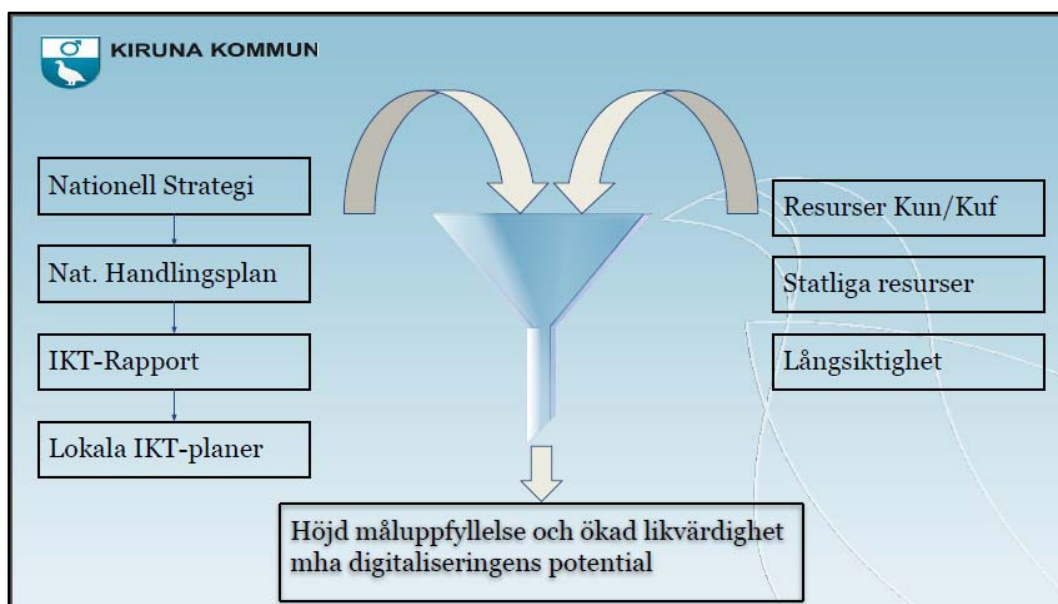 KIRUNA KOMMUN
Nationell Strategi
Nat. Handlingsplan
IKT-Rapport
Lokala IKT-planer
Resurser Kun/Kuf
Statliga resurser
Långsiktighet
Höjd måluppfyllelse och ökad likvärdighet
mha digitaliseringens potential